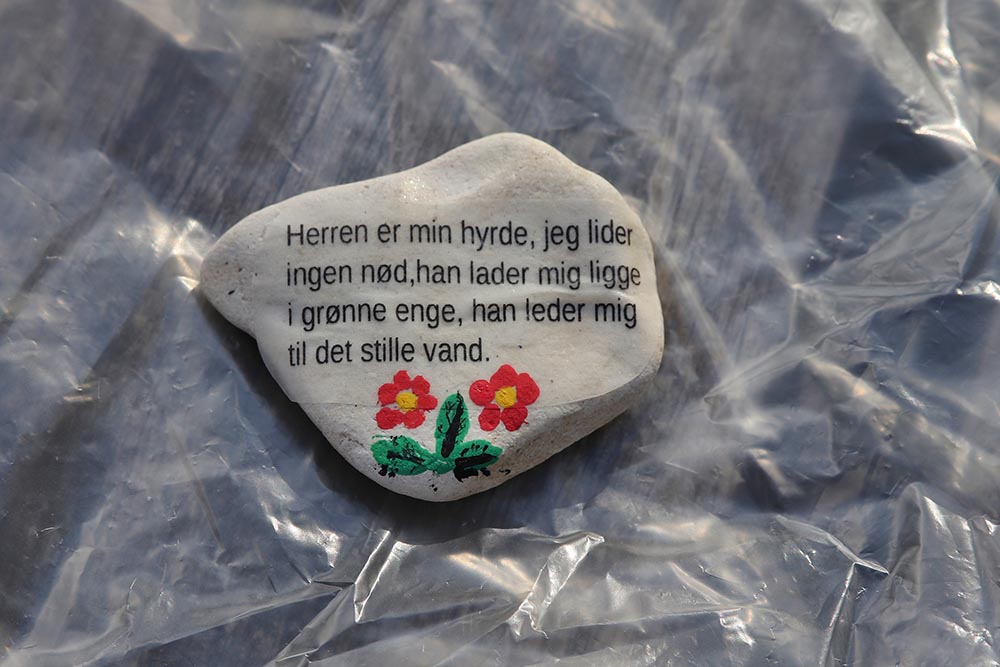 Herren er min hyrde, jeg lider
ingen nød,han lader mig ligge
i grønne enge, han leder mig
til det stille vand.